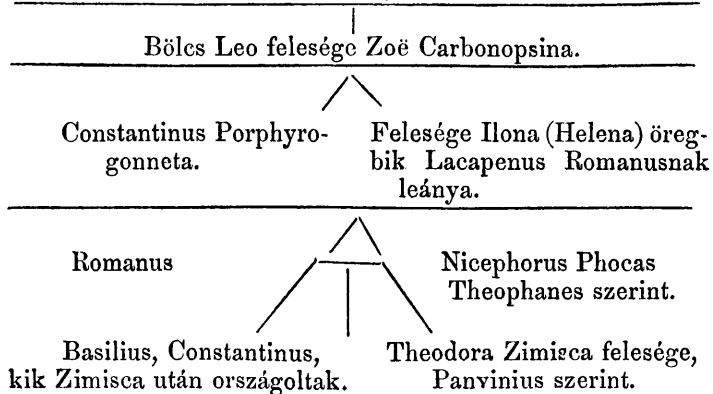 Bölcs Leo felesége Zoë Carbonopsina.
Constantinus Porphyro-
gonneta.
Felesége Ilona (Helena) öreg-
bik Lacapenus Romanusnak
leánya.
Romanus
Nicephorus Phocas
Theophanes szerint.
Basilius, Constantinus,
kik Zimisca után országoltak.
Theodora Zimisca felesége,
Panvinius szerint.